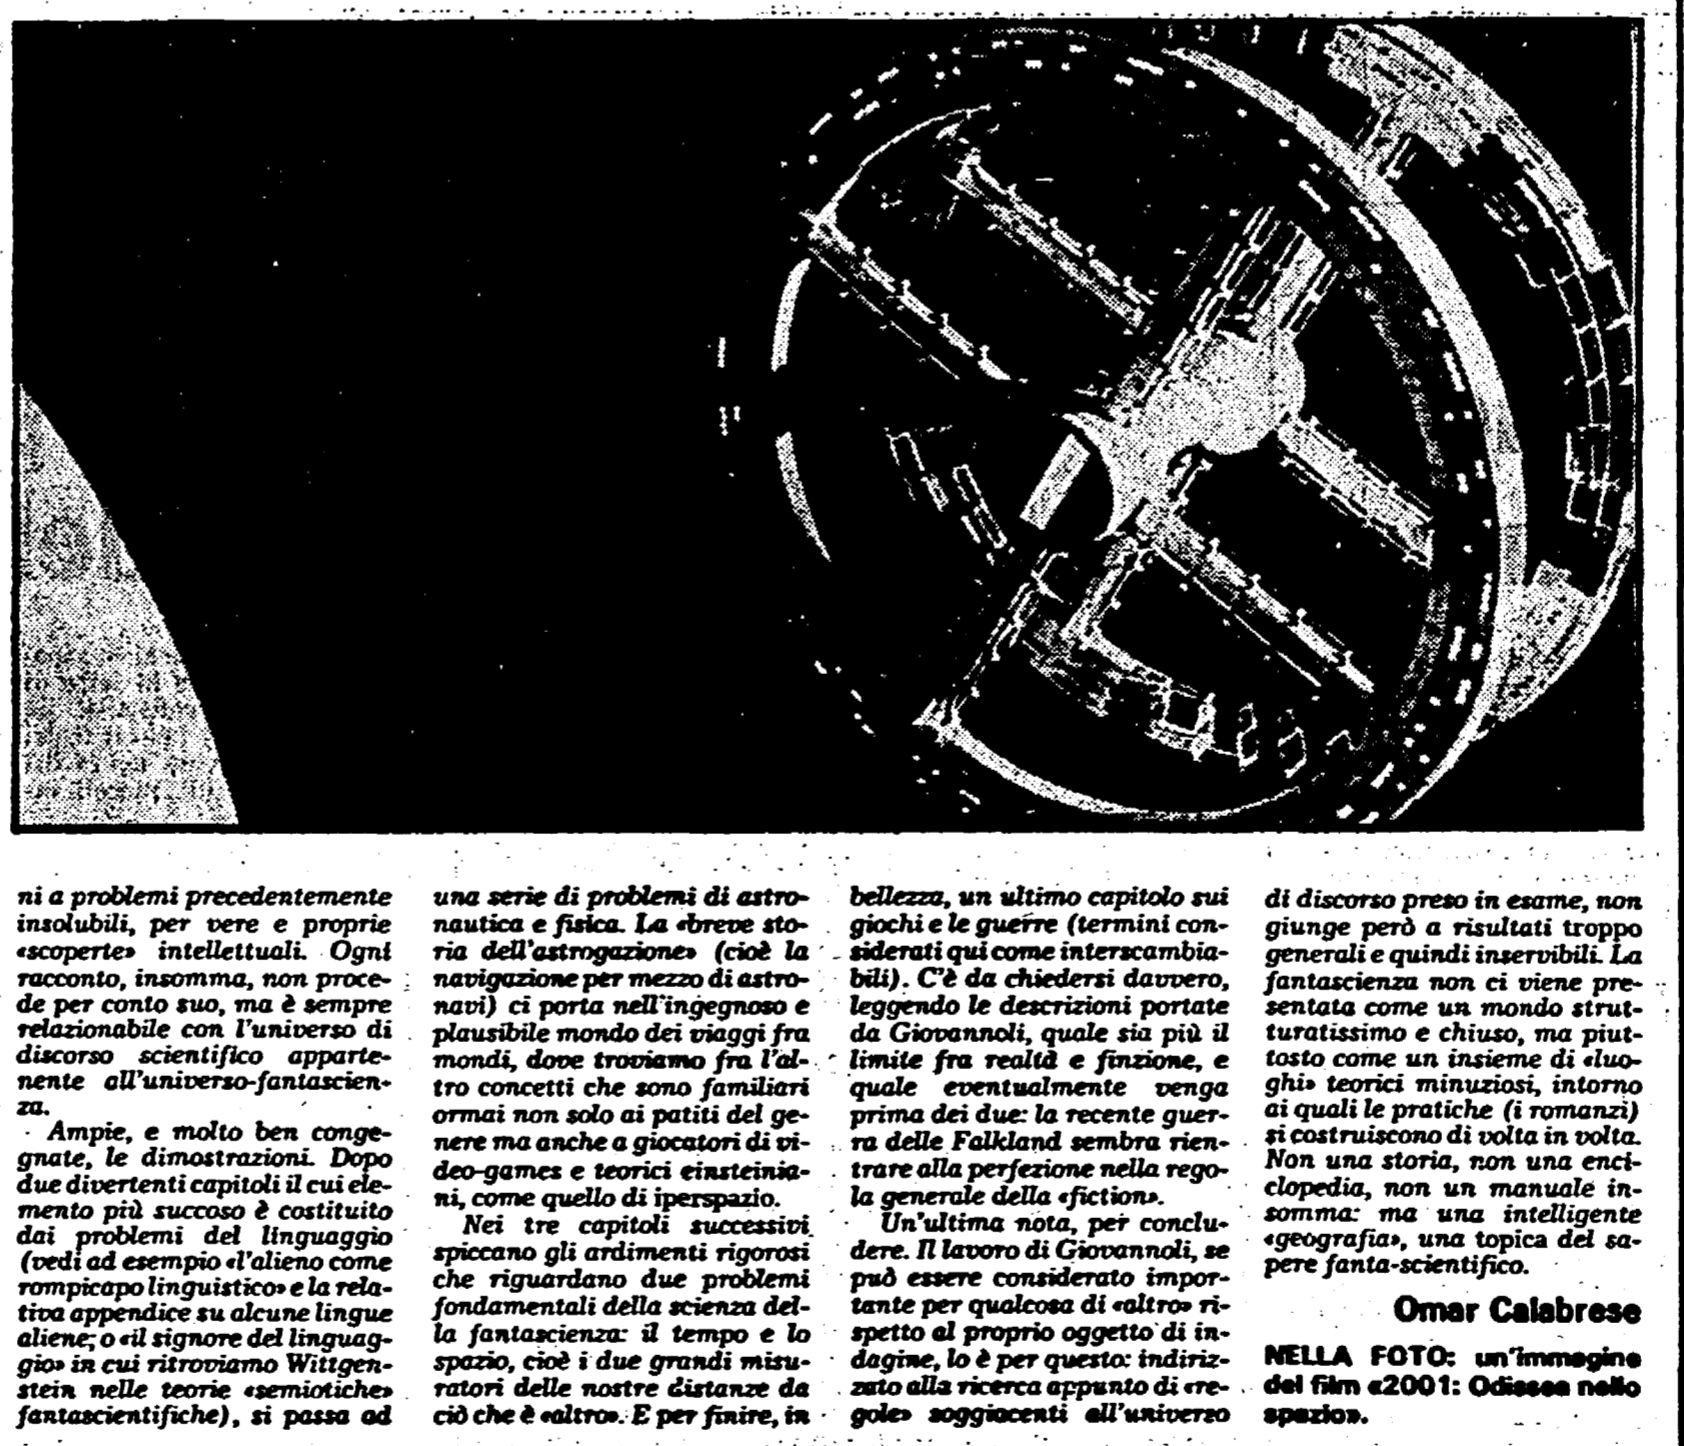 ni a problemi precedentemente
insolubili, per vere e proprie
«scoperte» intellettuali. Ogni
racconto, insomma, non proce-
de per conto suo, ma è sempre
relazionabile con l'universo di
discorso scientifico apparte-
nente all'universo-fantascien-
za.
Ampie, e molto ben conge-
gnate, le dimostrazioni. Dopo
due divertenti capitoli il cui ele-
mento più succoso è costituito
dai problemi del linguaggio
(vedi ad esempio «l'alieno come
rompicapo linguistico» e la rela-
tiva appendice su alcune lingue
aliene; o «il signore del linguag-
gio» in cui ritroviamo Wittgen-
stein nelle teorie «semiotiche»
fantascientifiche), si passa ad
una serie di problemi di astro-
nautica e fisica. La «breve sto-
ria dell'astrogazione» (cioè la
navigazione per mezzo di astro-
navi) ci porta nell'ingegnoso e
plausibile mondo dei viaggi fra
mondi, dove troviamo fra l'al-
tro concetti che sono familiari
ormai non solo ai patiti del ge-
nere ma anche a giocatori di vi-
deo-games e teorici einsteinia-
ni, come quello di iperspazio.
Nei tre capitoli successivi
spiccano gli ardimenti rigorosi
che riguardano due problemi
fondamentali della scienza del-
la fantascienza: il tempo e lo
spazio, cioè i due grandi misu-
ratori delle nostre distanze da
ciò che è «altro». E per finire, in
bellezza, un ultimo capitolo sui
giochi e le guerre (termini con-
siderati qui come interscambia-
bili). C'è da chiedersi davvero,
leggendo le descrizioni portate
da Giovannoli, quale sia più il
limite fra realtà e finzione, e
quale eventualmente venga
prima dei due: la recente guer-
ra delle Falkland sembra rien-
trare alla perfezione nella rego-
la generale della «fiction».
Un'ultima nota, per conclu-
dere. Il lavoro di Giovannoli, se
può essere considerato impor-
tante per qualcosa di «altro» ri-
spetto al proprio oggetto di in-
dagine, lo è per questo: indiriz-
zato alla ricerca appunto di «re-
gole» soggiacenti all'universo
di discorso preso in esame, non
giunge però a risultati troppo
generali e quindi inservibili. La
fantascienza non ci viene pre-
sentata come un mondo strut-
turatissimo e chiuso, ma piut-
tosto come un insieme di «luo-
ghi» teorici minuziosi, intorno
ai quali le pratiche (i romanzi)
si costruiscono di volta in volta.
Non una storia, non una enci-
clopedia, non un manuale in-
somma: ma una intelligente
«geografia», una topica del sa-
pere fanta-scientifico.
Omar Calabrese
NELLA FOTO: un'immagine
del film «2001: Odissea nello
spazio».